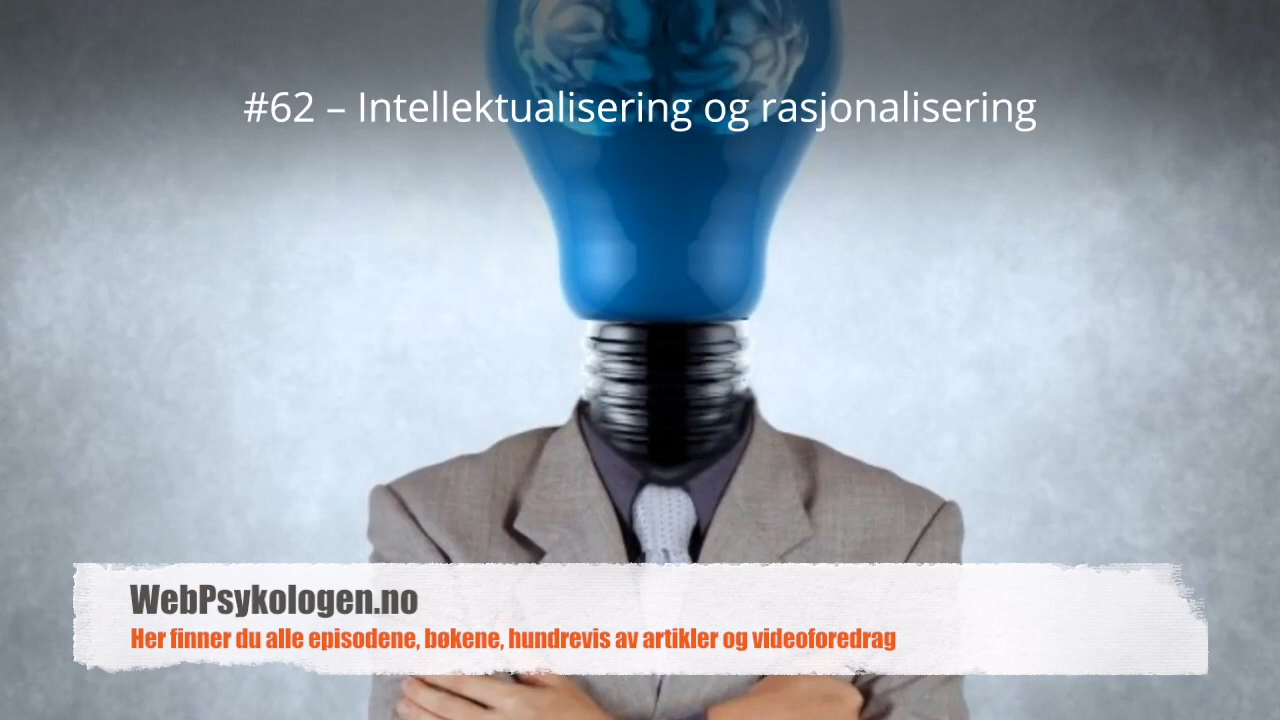 #62 – Intellektualisering og rasjonalisering
WebPsykologen.no
Her finner du alle episodene, bøkene, hundrevis av artikler og videoforedrag